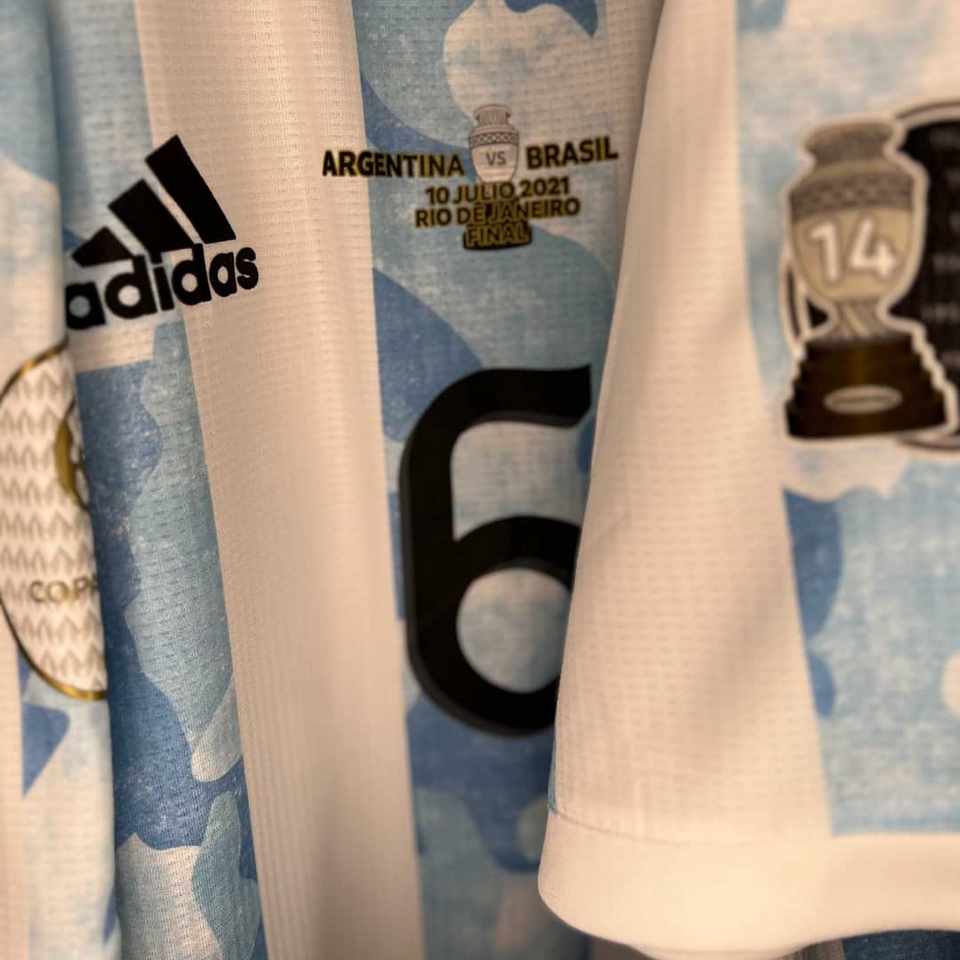 adidas
ARGENTINA VS BRASIL
10 JULIO 2021
RIO DE JANEIRO
FINAL
6
14